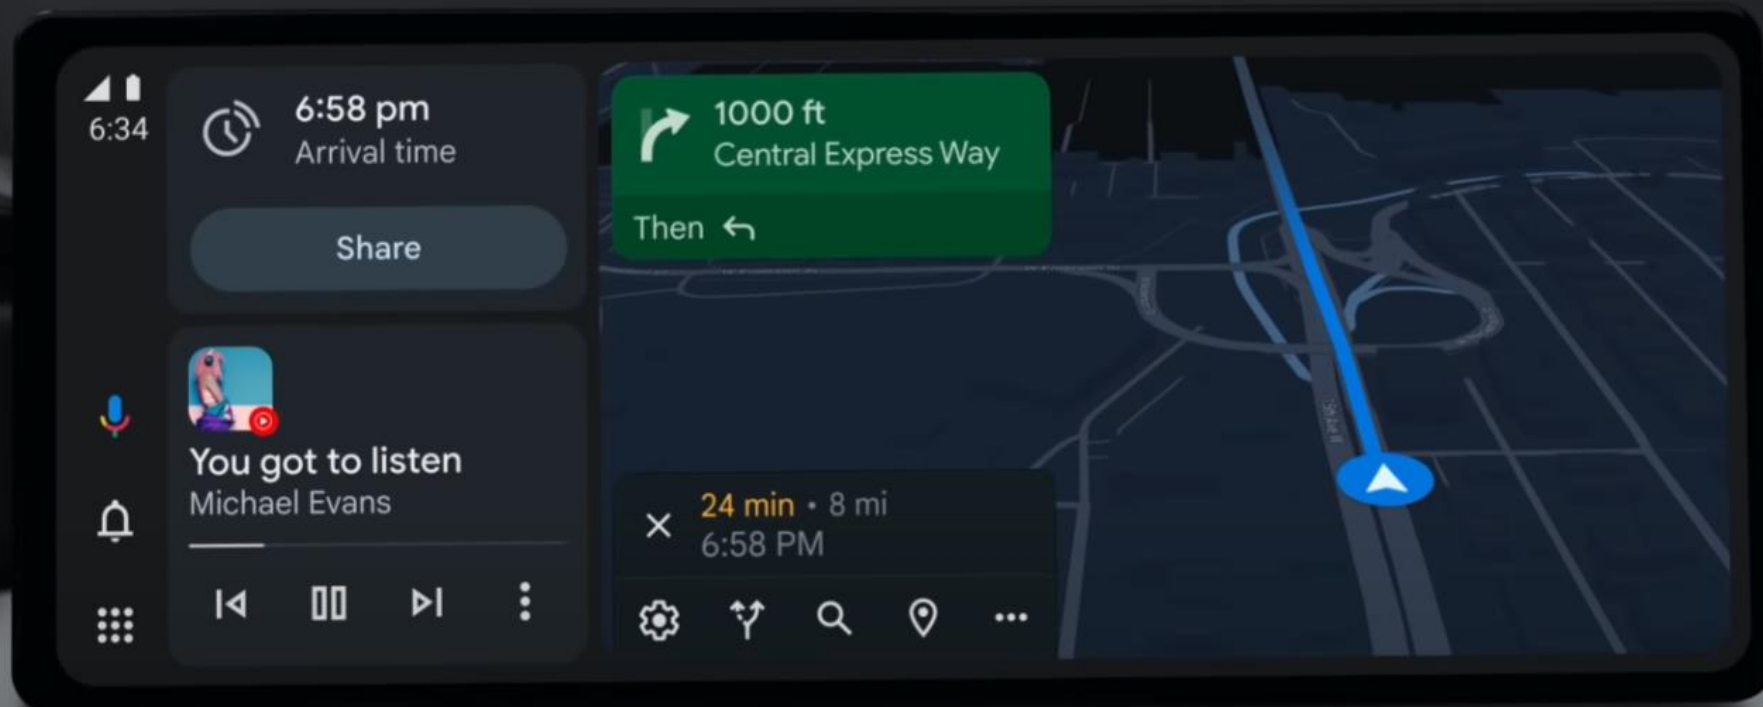 6:34
6:58 pm
Arrival time
Share
You got to listen
Michael Evans
1000 ft
Central Express Way
Then
24 min • 8 mi
6:58 PM